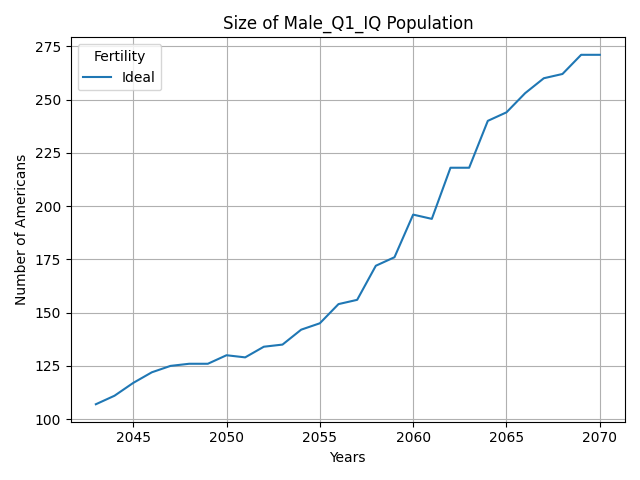 Size of Male_Q1_IQ Population
Number of Americans
275
250
225
200
175
150
125
100
Fertility
Ideal
2045 2050 2055 2060 2065 2070
Years